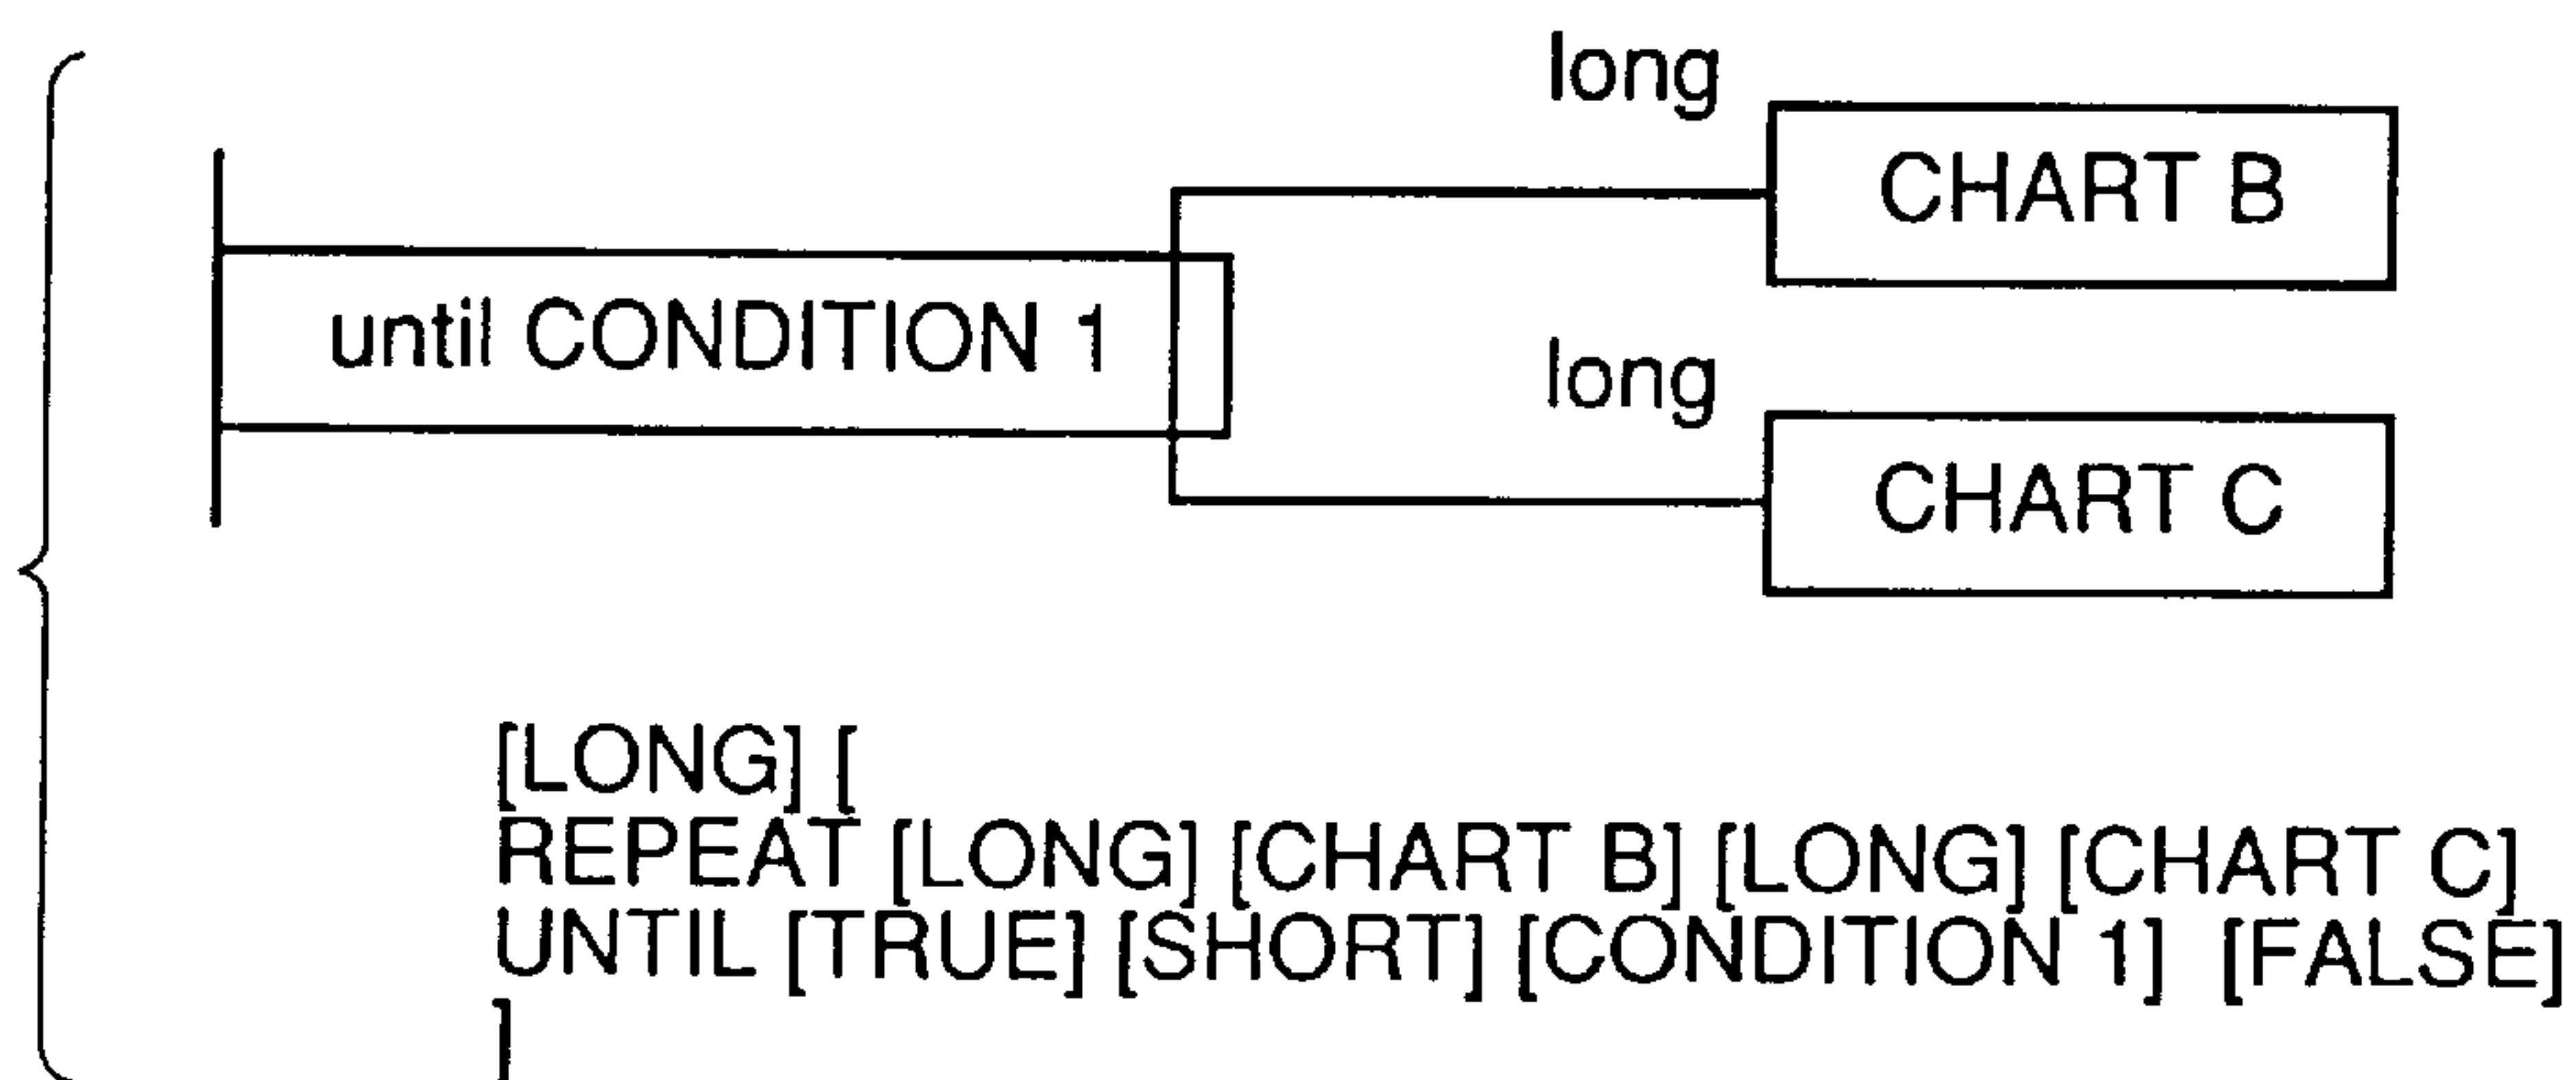 long
CHART B
until CONDITION 1
long
CHART C
[LONG] [
REPEAT [LONG] [CHART B] [LONG] [CHART C]
UNTIL [TRUE] [SHORT] [CONDITION 1] [FALSE]
]